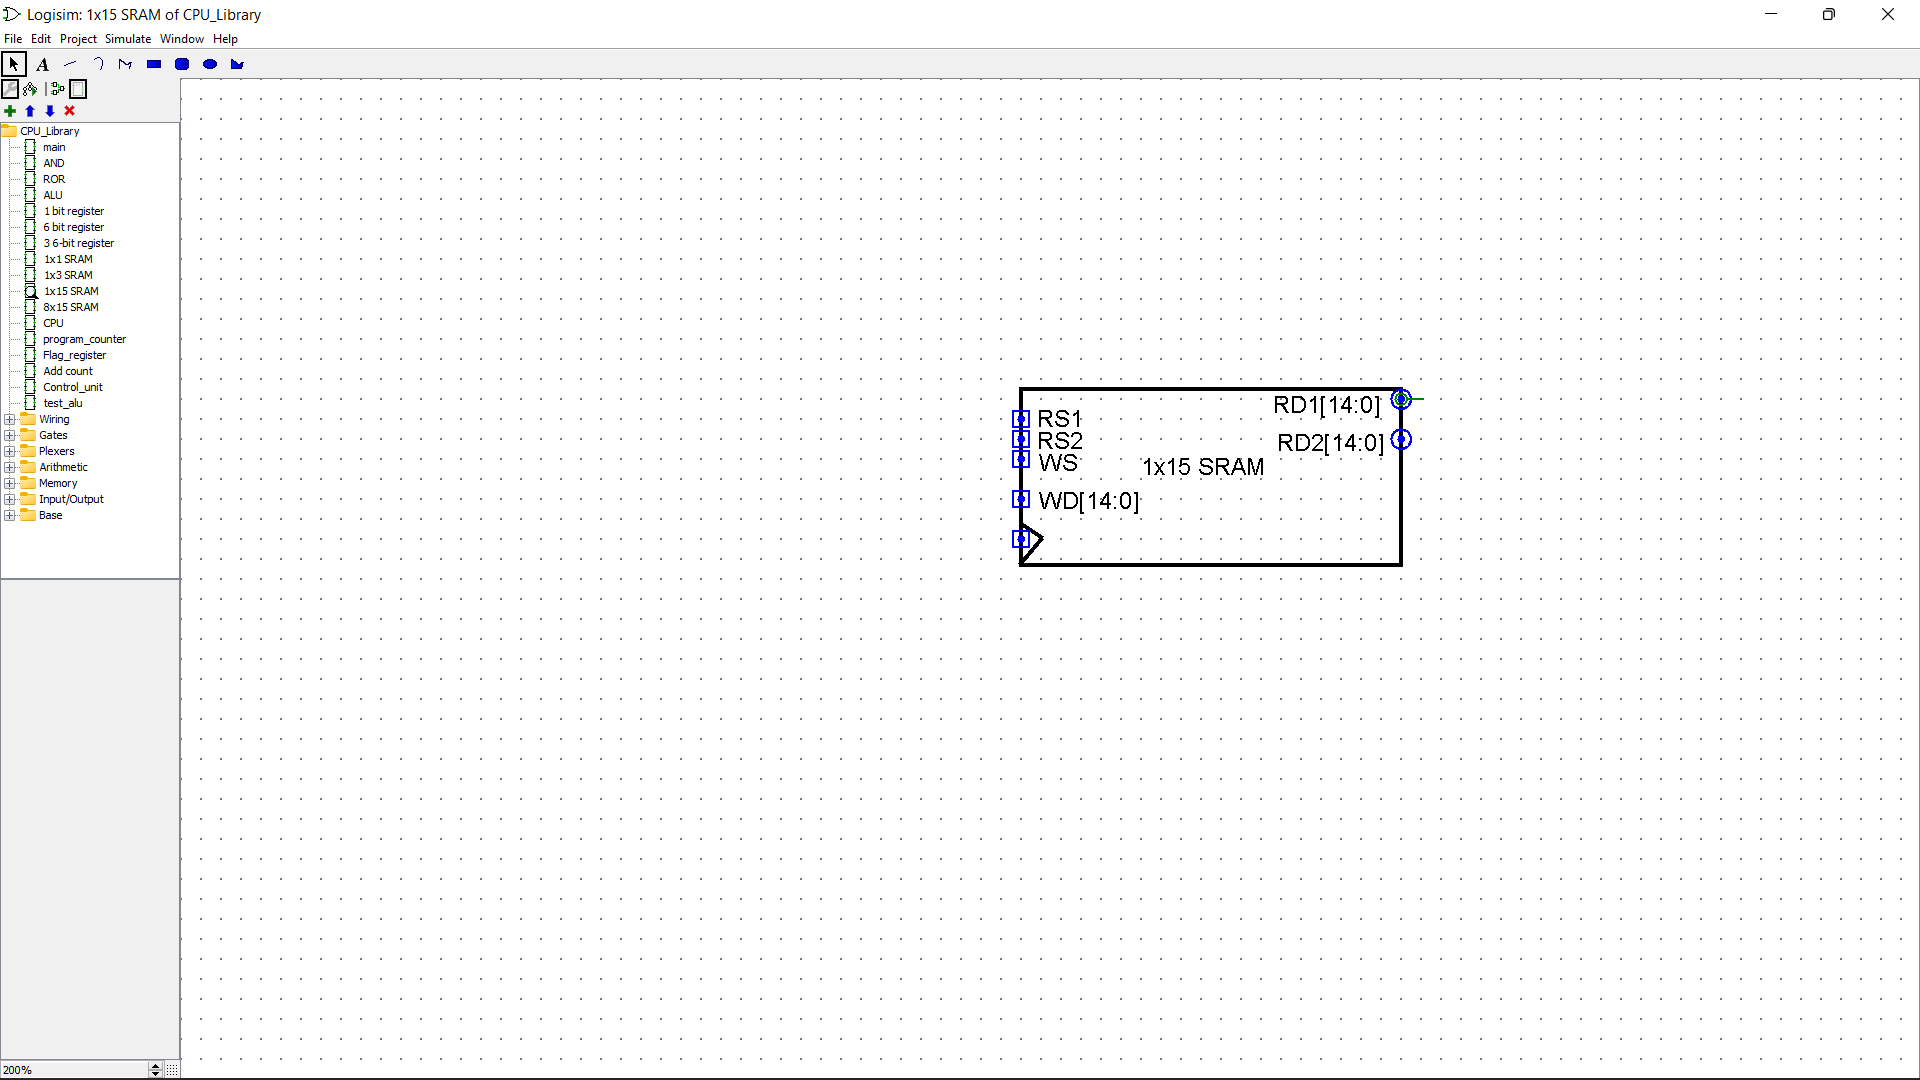 Logisim: 1x15 SRAM of CPU_Library
File Edit Project Simulate Window Help
A
CPU_Library
main
AND
ROR
ALU
1 bit register
6 bit register
3 6-bit register
1x1 SRAM
1x3 SRAM
1x15 SRAM
8x15 SRAM
CPU
program_counter
Flag_register
Add count
Control_unit
test_alu
Wiring
Gates
Plexers
Arithmetic
Memory
Input/Output
Base
RS1
RS2
WS
WD[14:0]
1x15 SRAM
RD1[14:0]
RD2[14:0]
200%